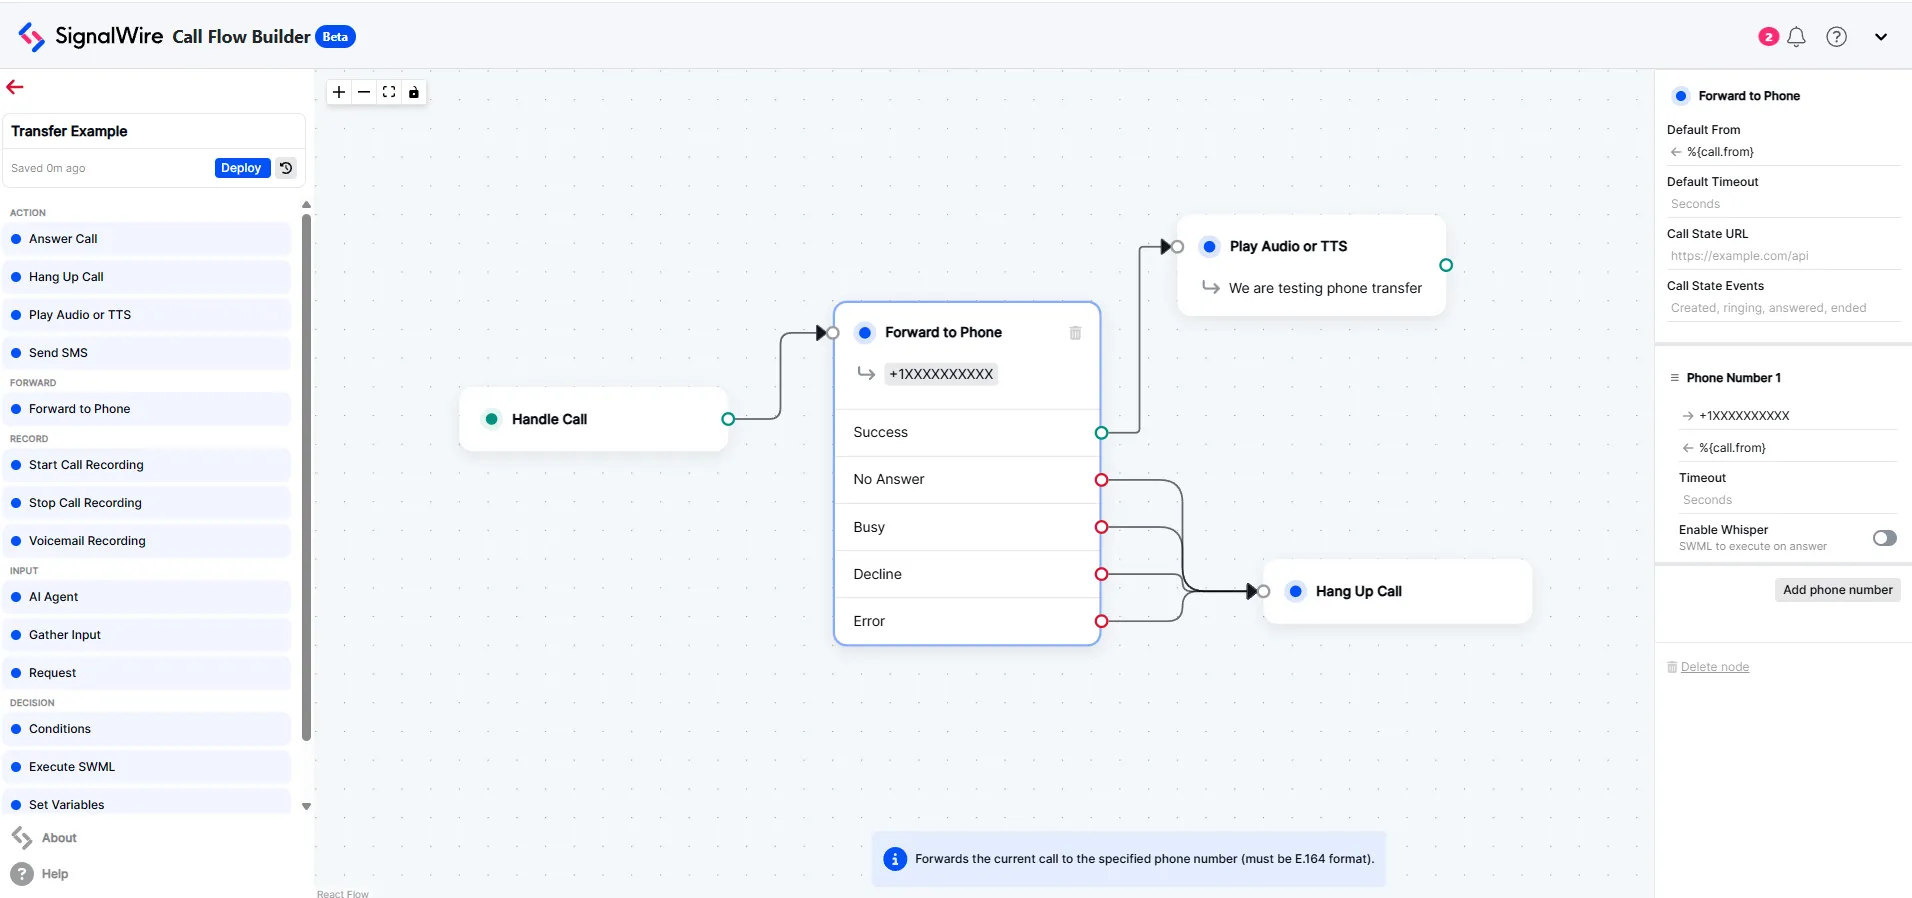 SignalWire Call Flow Builder Beta
2
?
Transfer Example
Saved 0m ago
Deploy
ACTION
Answer Call
Hang Up Call
Play Audio or TTS
Send SMS
FORWARD
Forward to Phone
RECORD
Start Call Recording
Stop Call Recording
Voicemail Recording
INPUT
AI Agent
Gather Input
Request
DECISION
Conditions
Execute SWML
Set Variables
About
? Help
Handle Call
Forward to Phone
+1XXXXXXXXXX
Success
No Answer
Busy
Decline
Error
Play Audio or TTS
We are testing phone transfer
Hang Up Call
i Forwards the current call to the specified phone number (must be E.164 format).
React Flow
Forward to Phone
Default From
%{call.from}
Default Timeout
Seconds
Call State URL
https://example.com/api
Call State Events
Created, ringing, answered, ended
Phone Number 1
+1XXXXXXXXXX
%{call.from}
Timeout
Seconds
Enable Whisper
SWML to execute on answer
Add phone number
Delete node